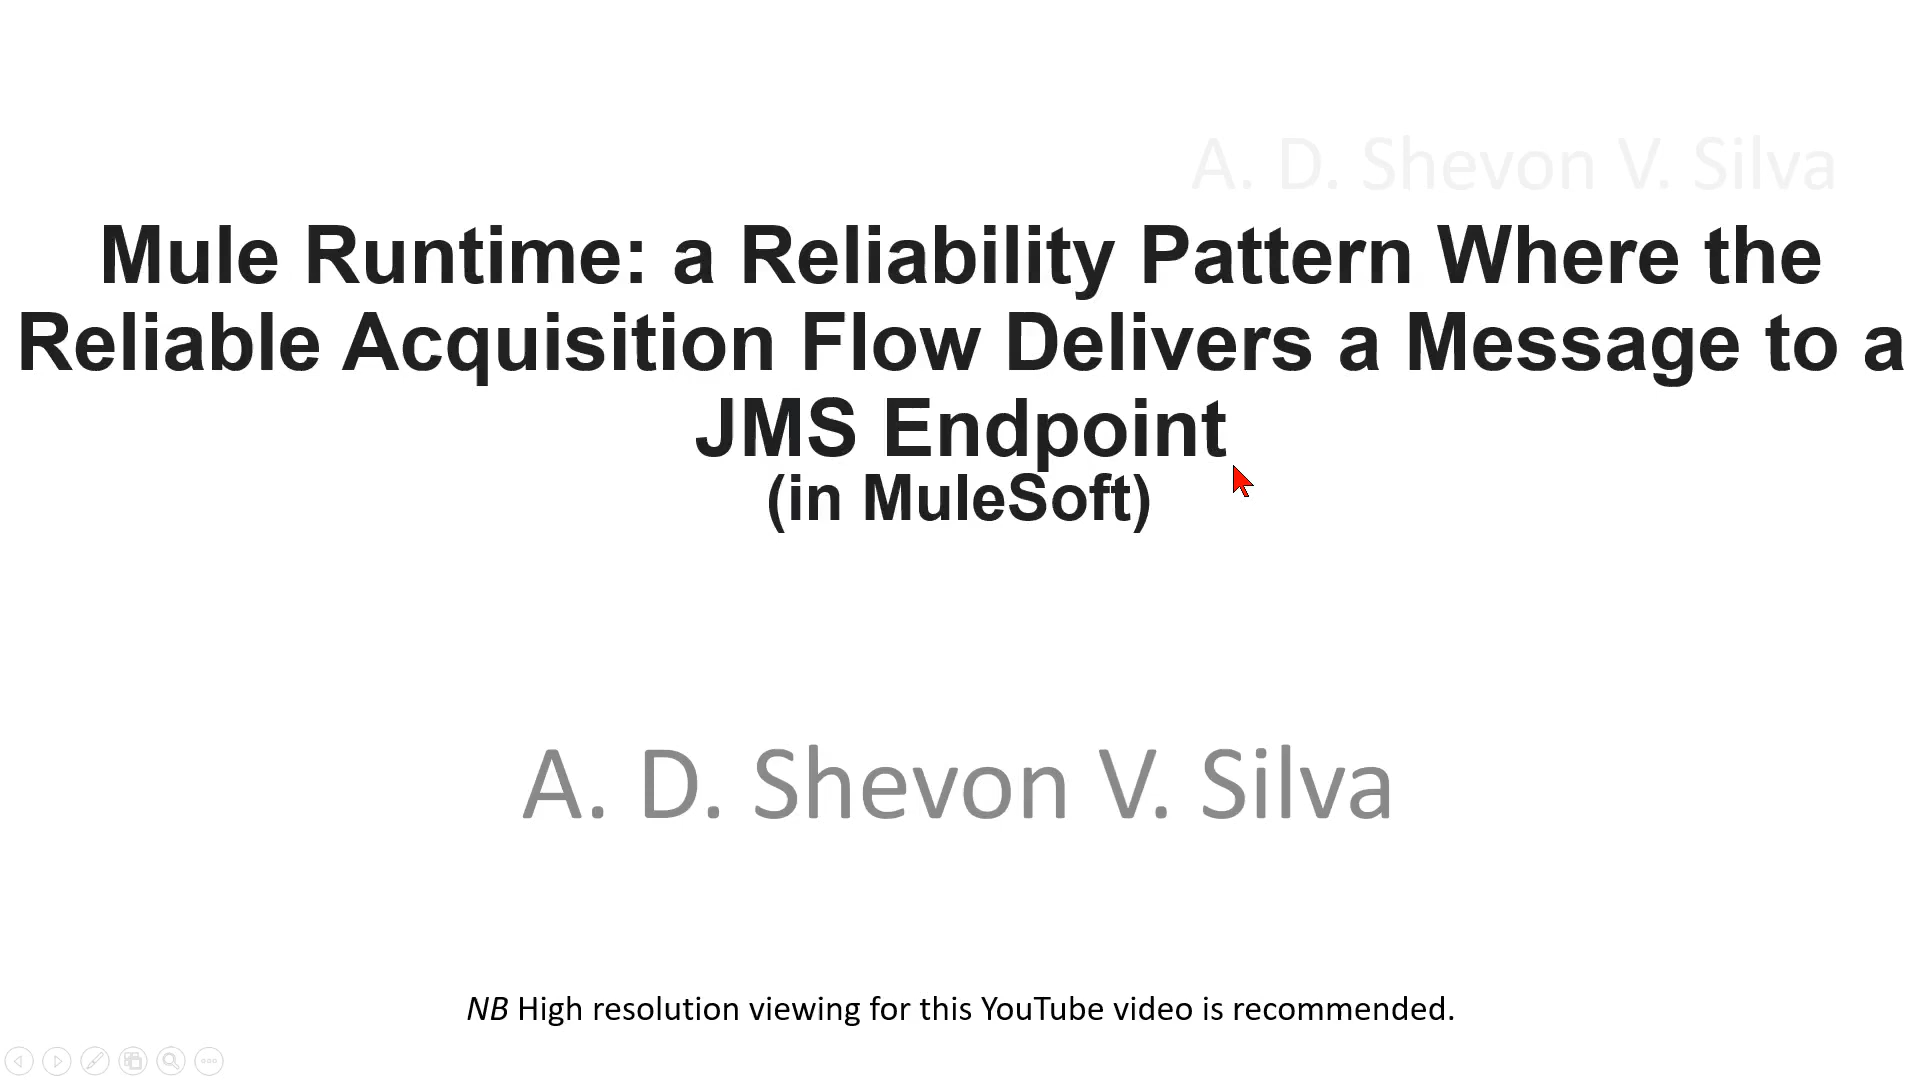 A. D. Shevon V. Silva
Mule Runtime: a Reliability Pattern Where the
Reliable Acquisition Flow Delivers a Message to a
JMS Endpoint
(in MuleSoft)
A. D. Shevon V. Silva
NB High resolution viewing for this YouTube video is recommended.